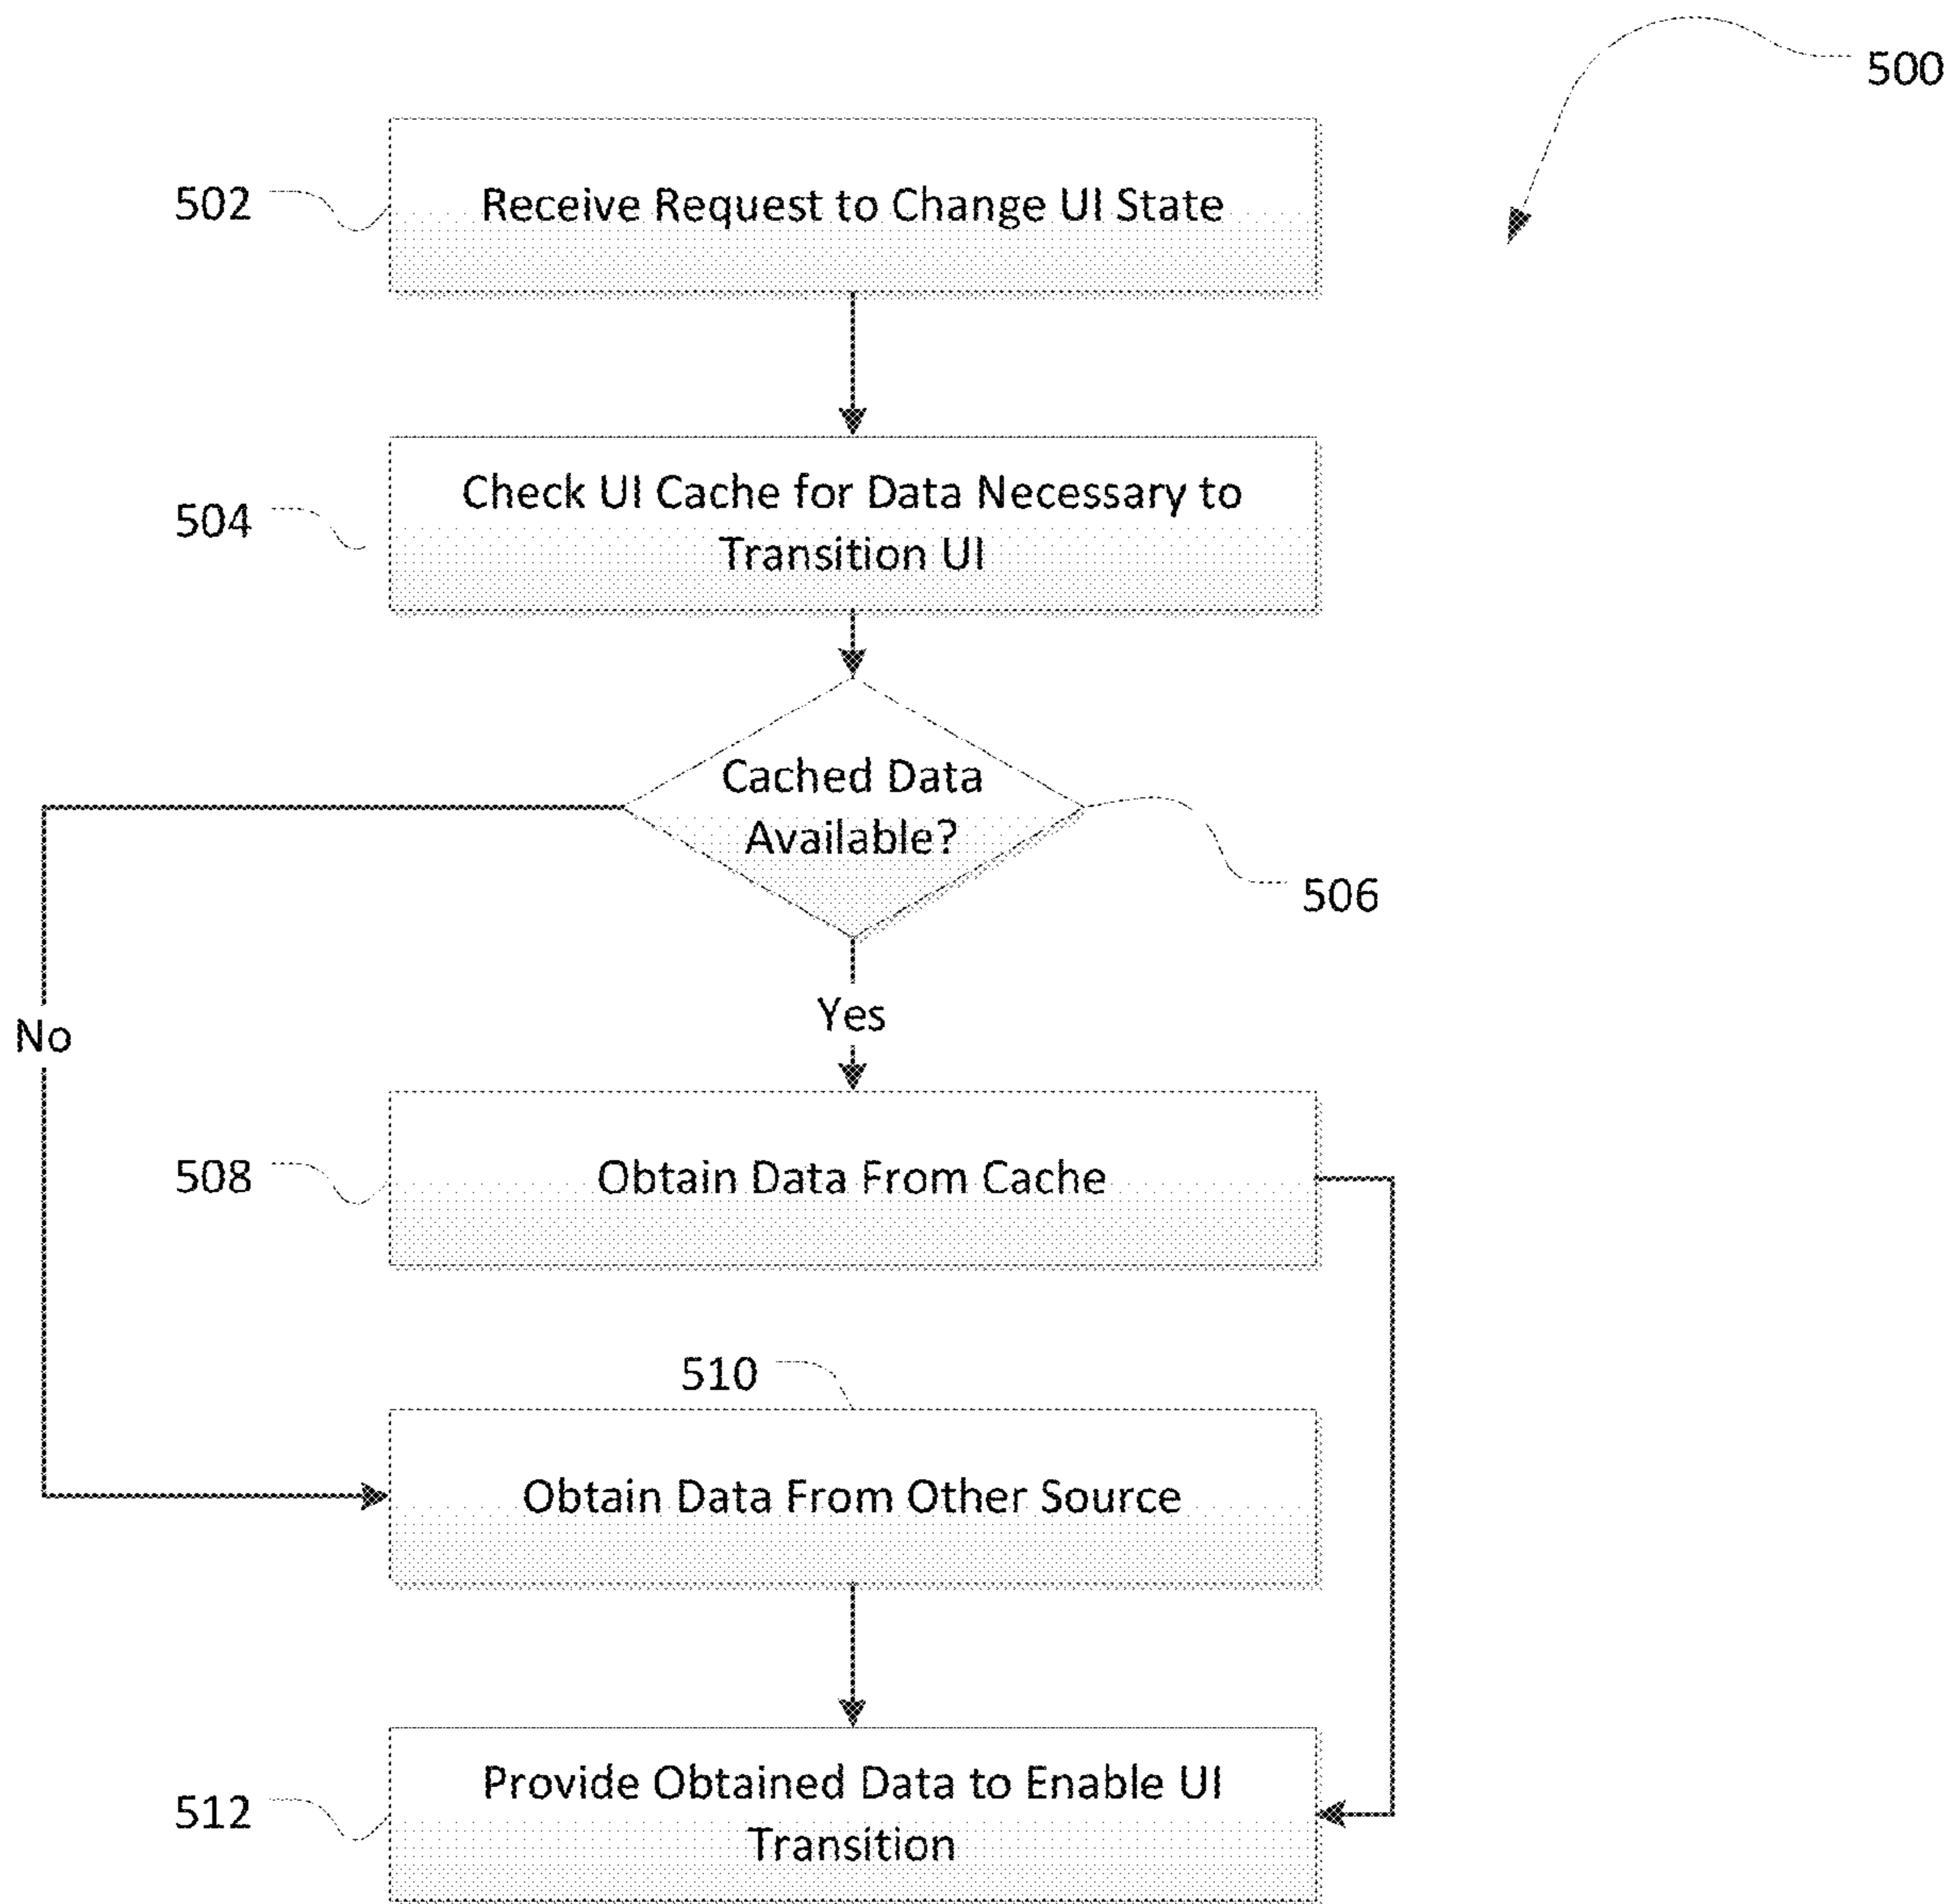 500
502
Receive Request to Change UI State
504
Check UI Cache for Data Necessary to
Transition UI
Cached Data
Available?
506
Yes
No
508
Obtain Data From Cache
510
Obtain Data From Other Source
512
Provide Obtained Data to Enable UI
Transition